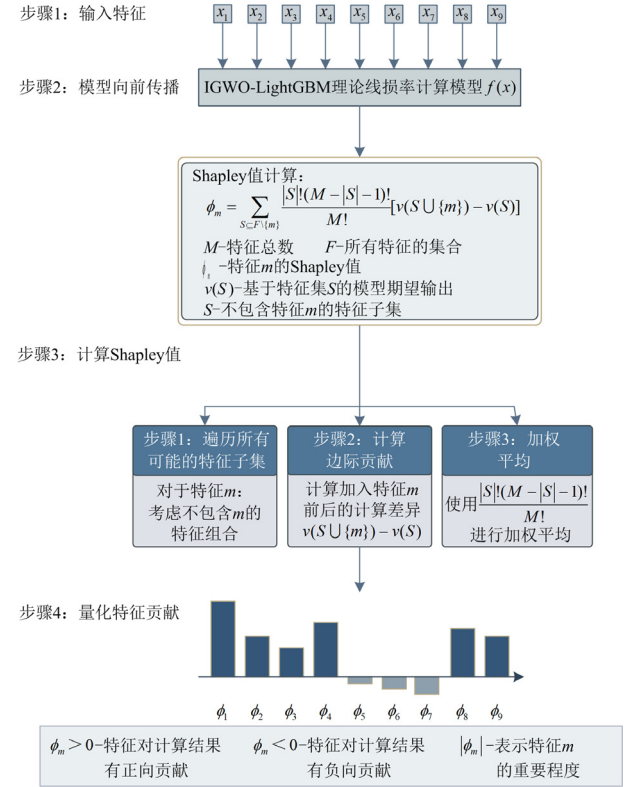 步骤1：输入特征
x₁ x₂ x₃ x₄ x₅ x₆ x₇ x₈ x₉
步骤2：模型向前传播
IGWO-LightGBM理论线损率计算模型 f(x)
Shapley值计算：
ϕₘ = ∑_{S⊆F\{m}} |S|!(M−|S|−1)!/M! [v(S∪{m})−v(S)]
M−特征总数 F−所有特征的集合
−特征m的Shapley值
v(S)−基于特征集S的模型期望输出
S−不包含特征m的特征子集
步骤3：计算Shapley值
步骤1：遍历所有
可能的特征子集
对于特征m：
考虑不包含m的
特征组合
步骤2：计算
边际贡献
计算加入特征m
前后的计算差异
v(S∪{m})−v(S)
步骤3：加权
平均
使用 |S|!(M−|S|−1)!/M!
进行加权平均
步骤4：量化特征贡献
ϕ₁ ϕ₂ ϕ₃ ϕ₄ ϕ₅ ϕ₆ ϕ₇ ϕ₈ ϕ₉
ϕₘ＞0−特征对计算结果
有正向贡献
ϕₘ＜0−特征对计算结果
有负向贡献
|ϕₘ|−表示特征m
的重要程度